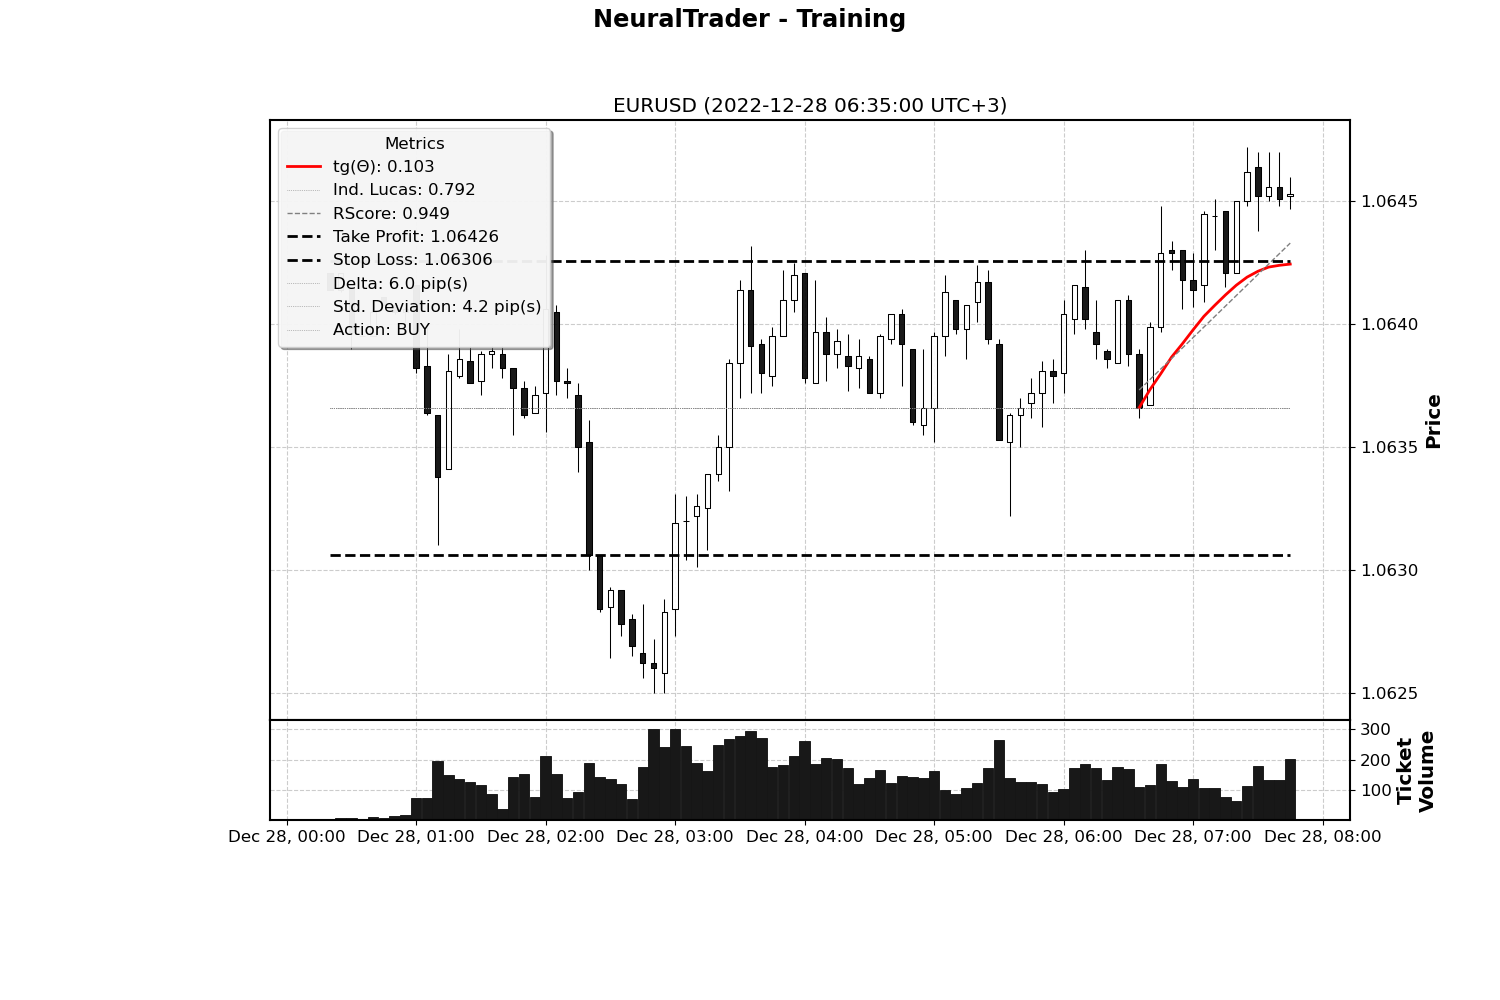 NeuralTrader - Training
EURUSD (2022-12-28 06:35:00 UTC+3)
Metrics
tg(Θ): 0.103
Ind. Lucas: 0.792
RScore: 0.949
Take Profit: 1.06426
Stop Loss: 1.06306
Delta: 6.0 pip(s)
Std. Deviation: 4.2 pip(s)
Action: BUY
1.0645
1.0640
1.0635
1.0630
1.0625
Price
300
200
100
Ticket
Volume
Dec 28, 00:00 Dec 28, 01:00 Dec 28, 02:00 Dec 28, 03:00 Dec 28, 04:00 Dec 28, 05:00 Dec 28, 06:00 Dec 28, 07:00 Dec 28, 08:00